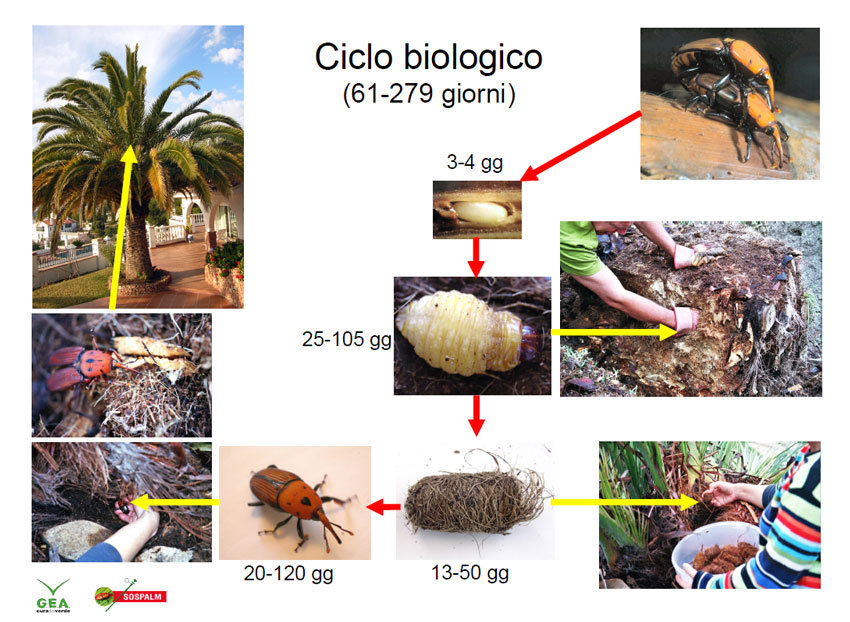 Ciclo biologico
(61-279 giorni)
3-4 gg
25-105 gg
20-120 gg
13-50 gg
GEA
curadelverde
SOSPALM